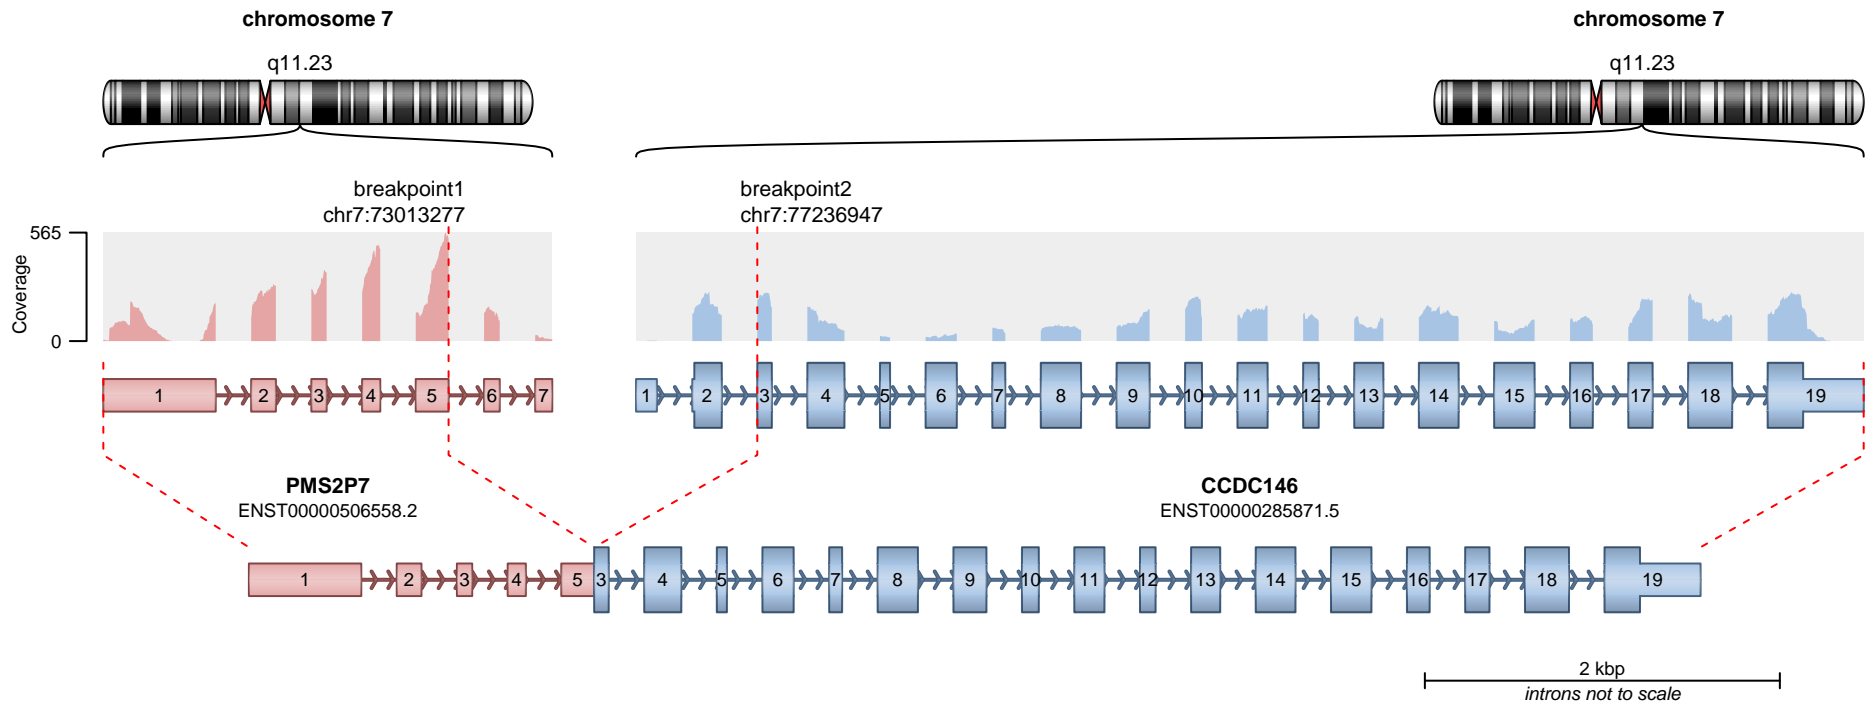 chromosome 7
chromosome 7
q11.23
q11.23
breakpoint1
chr7:73013277
breakpoint2
chr7:77236947
565
0
Coverage
1 2 3 4 5 6 7
1 2 3 4 5 6 7 8 9 10 11 12 13 14 15 16 17 18 19
PMS2P7
ENST00000506558.2
CCDC146
ENST00000285871.5
1 2 3 4 5 3 4 5 6 7 8 9 10 11 12 13 14 15 16 17 18 19
2 kbp
introns not to scale